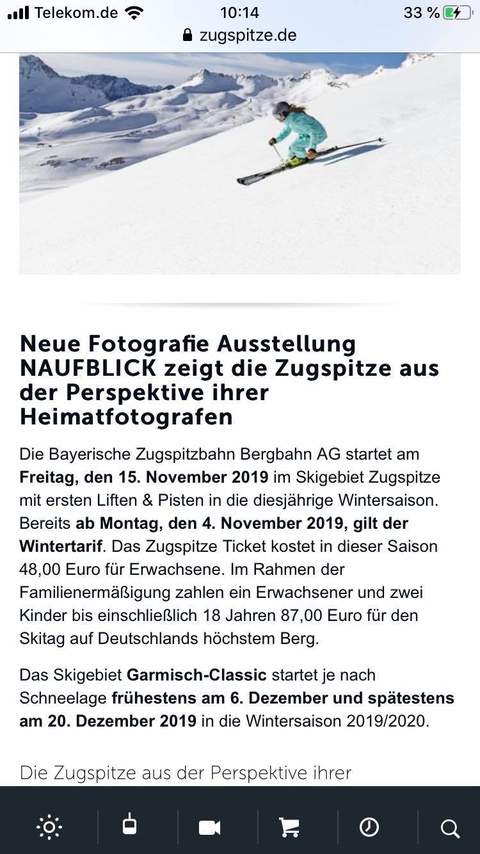 Telekom.de 10:14 33 %
zugspitze.de
Neue Fotografie Ausstellung
NAUFBLICK zeigt die Zugspitze aus
der Perspektive ihrer
Heimatfotografen
Die Bayerische Zugspitzbahn Bergbahn AG startet am
Freitag, den 15. November 2019 im Skigebiet Zugspitze
mit ersten Liften & Pisten in die diesjährige Wintersaison.
Bereits ab Montag, den 4. November 2019, gilt der
Wintertarif. Das Zugspitze Ticket kostet in dieser Saison
48,00 Euro für Erwachsene. Im Rahmen der
Familienermäßigung zahlen ein Erwachsener und zwei
Kinder bis einschließlich 18 Jahren 87,00 Euro für den
Skitag auf Deutschlands höchstem Berg.
Das Skigebiet Garmisch-Classic startet je nach
Schneelage frühestens am 6. Dezember und spätestens
am 20. Dezember 2019 in die Wintersaison 2019/2020.
Die Zugspitze aus der Perspektive ihrer